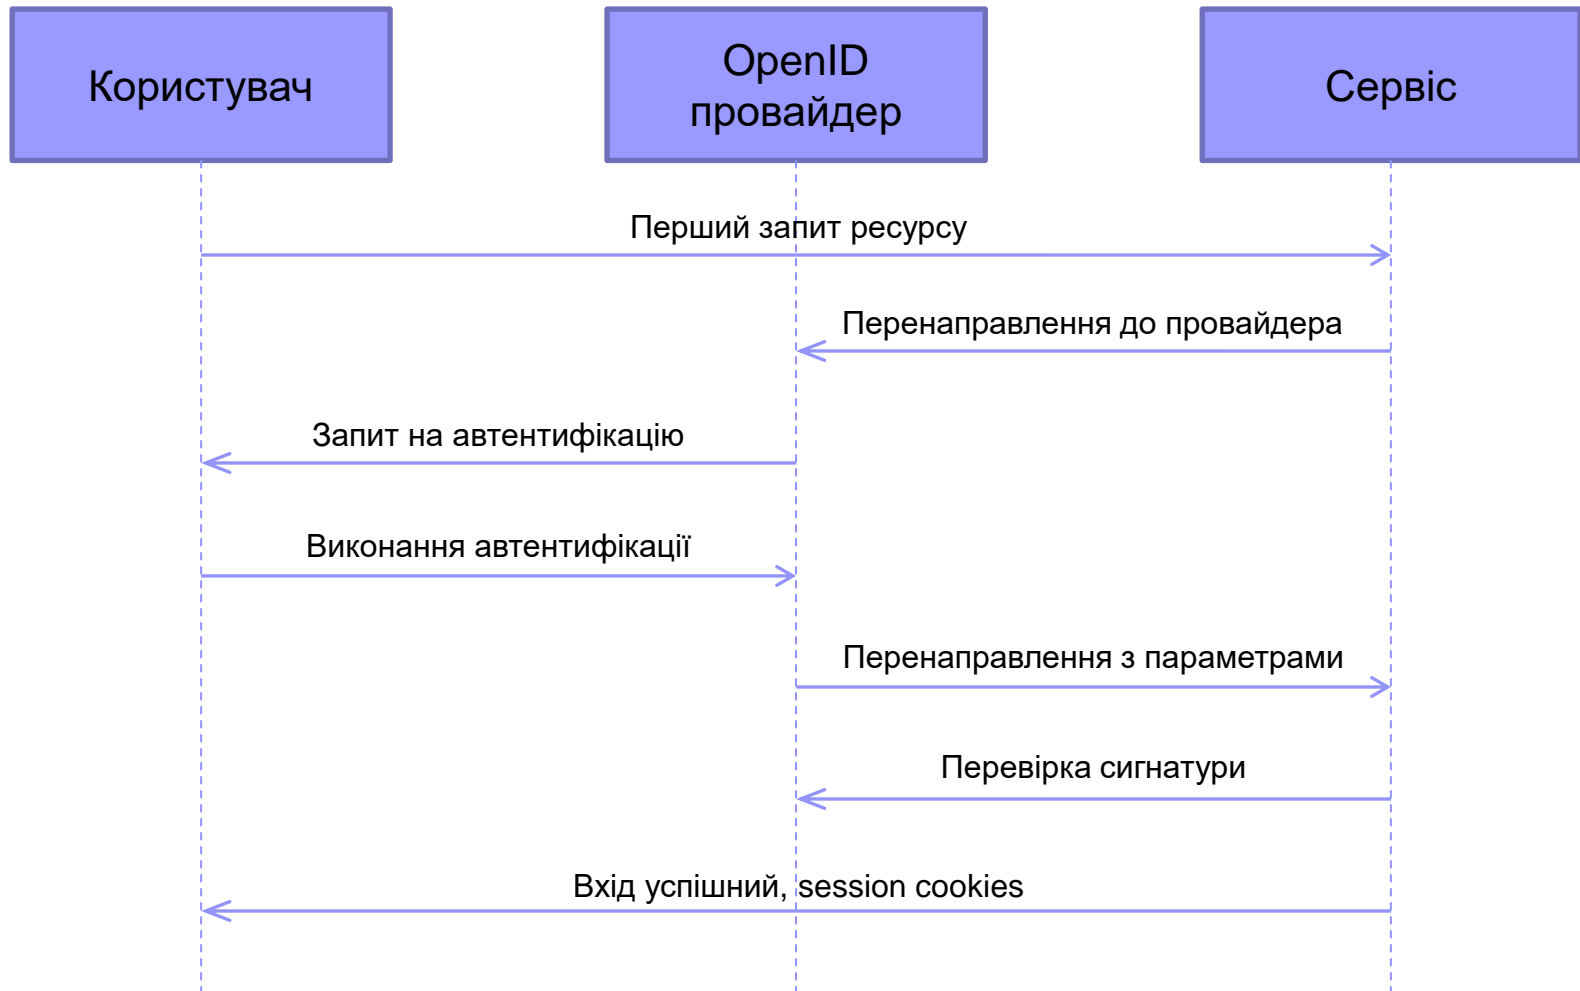 Користувач
OpenID
провайдер
Сервіс
Перший запит ресурсу
Перенаправлення до провайдера
Запит на автентифікацію
Виконання автентифікації
Перенаправлення з параметрами
Перевірка сигнатури
Вхід успішний, session cookies